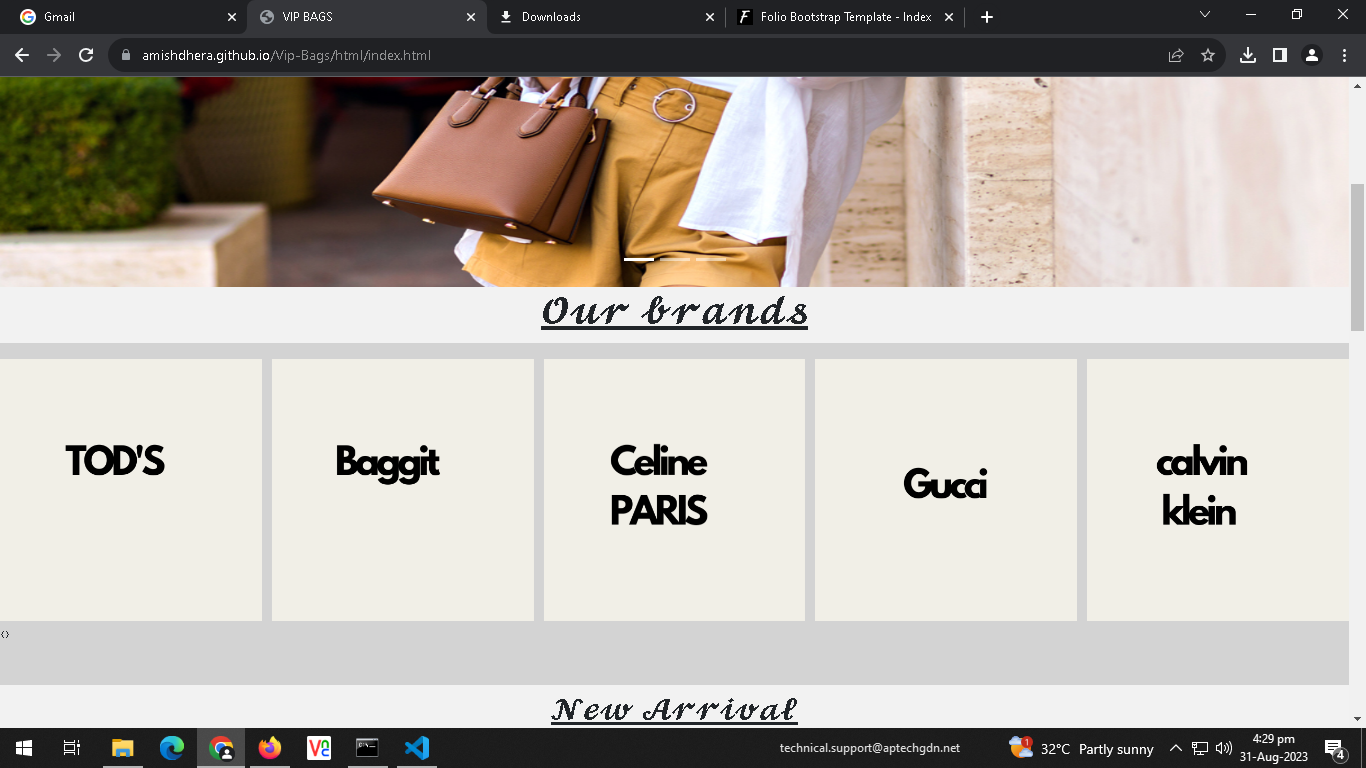 Gmail
VIP BAGS
Downloads
Folio Bootstrap Template - Index
amishdhera.github.io/Vip-Bags/html/index.html
Our brands
TOD'S
Baggit
Celine
PARIS
Gucci
calvin
klein
‹›
New Arrival
technical.support@aptechgdn.net
1
32°C Partly sunny
4:29 pm
31-Aug-2023
4
VNC
C:\_